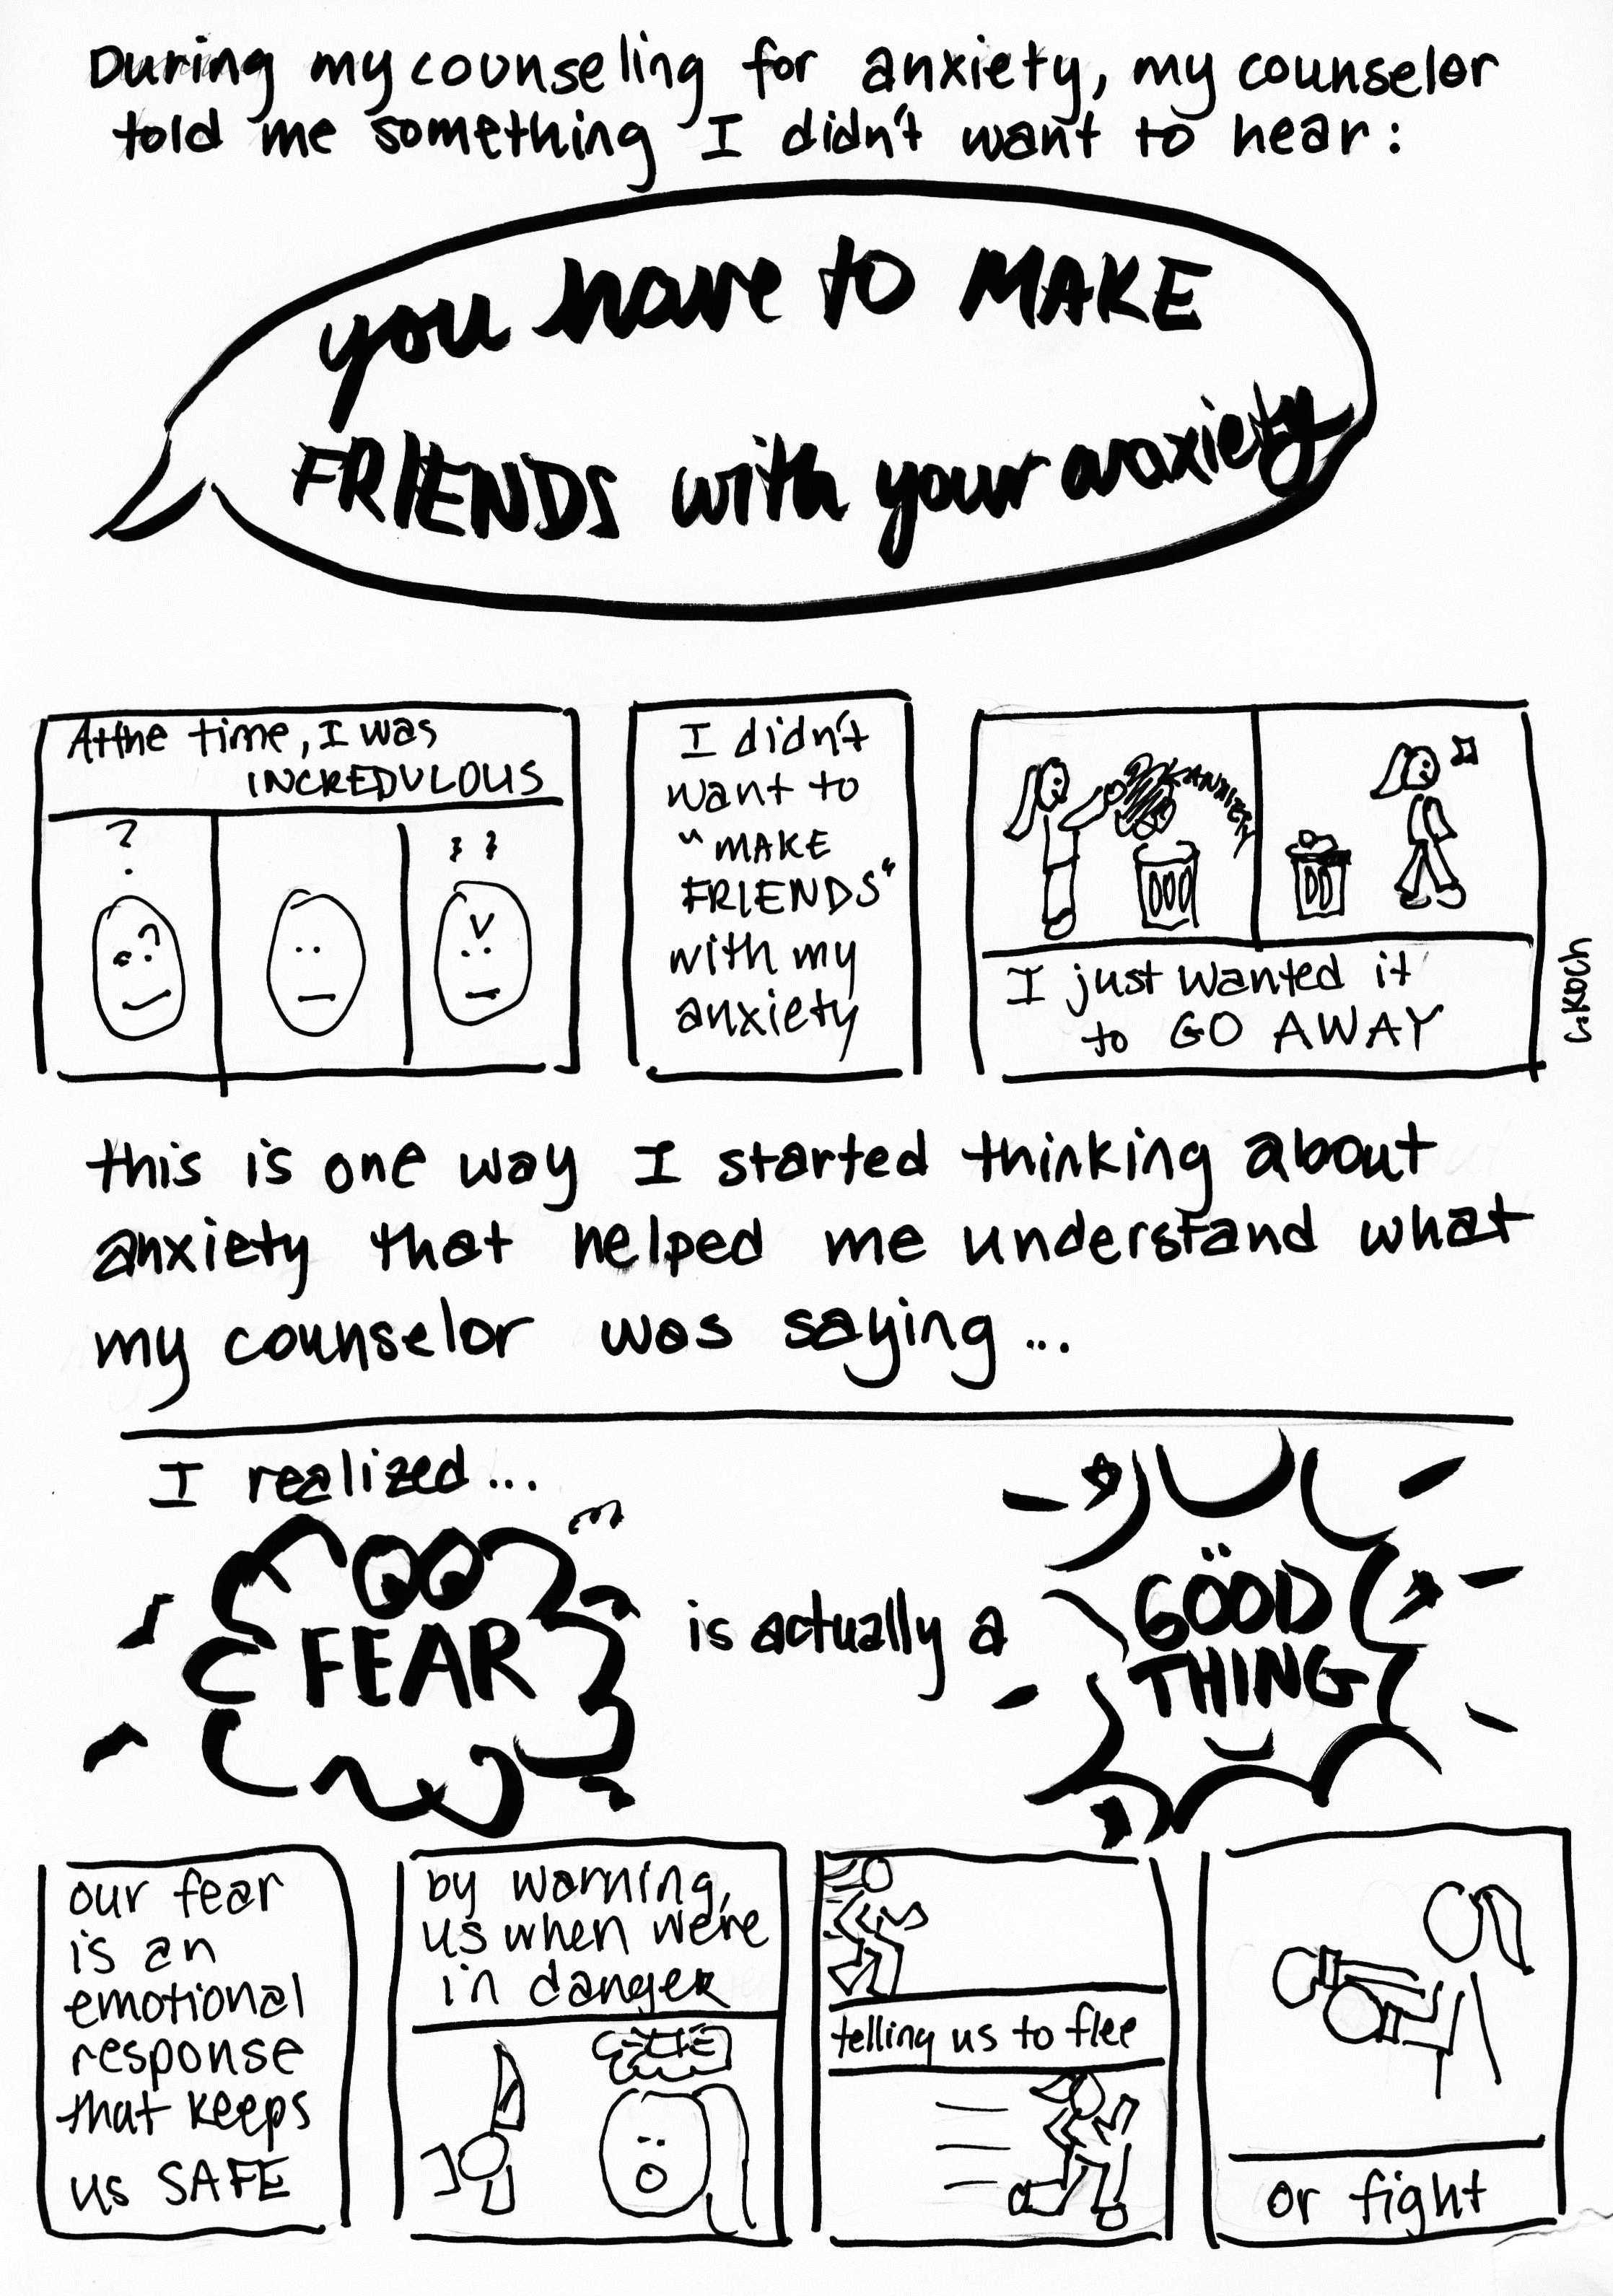 During my counseling for anxiety, my counselor
told me something I didn't want to hear:
you have to MAKE
FRIENDS with your anxiety
At the time, I was
INCREDULOUS
?
I didn't
want to
"MAKE
FRIENDS"
with my
anxiety
ANXIETY
I just wanted it
to GO AWAY
C. Koch
this is one way I started thinking about
anxiety that helped me understand what
my counselor was saying...
I realized...
FEAR
is actually a
GOOD
THING
our fear
is an
emotional
response
that keeps
us SAFE
by warning
us when we're
in danger
telling us to flee
or fight